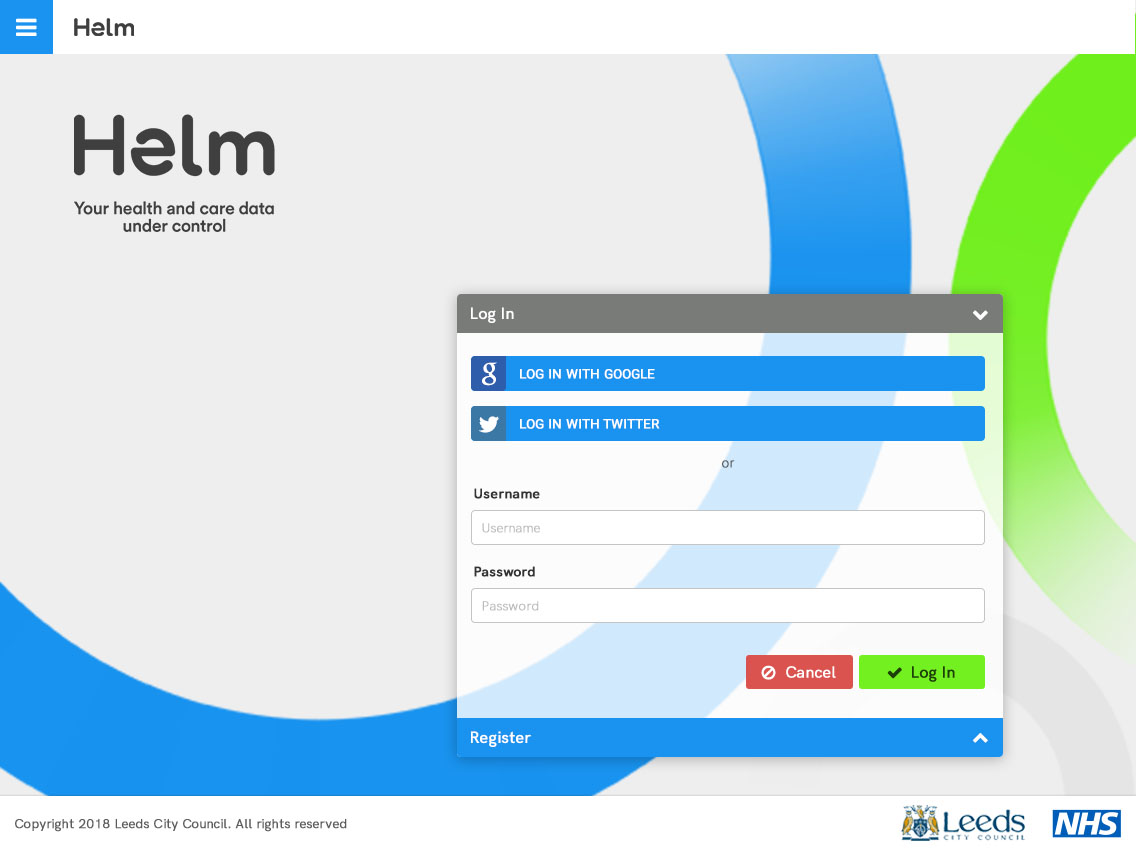 Helm
Helm
Your health and care data
under control
Log In
g LOG IN WITH GOOGLE
LOG IN WITH TWITTER
or
Username
Username
Password
Password
Cancel
Log In
Register
Copyright 2018 Leeds City Council. All rights reserved
Leeds
CITY COUNCIL
NHS